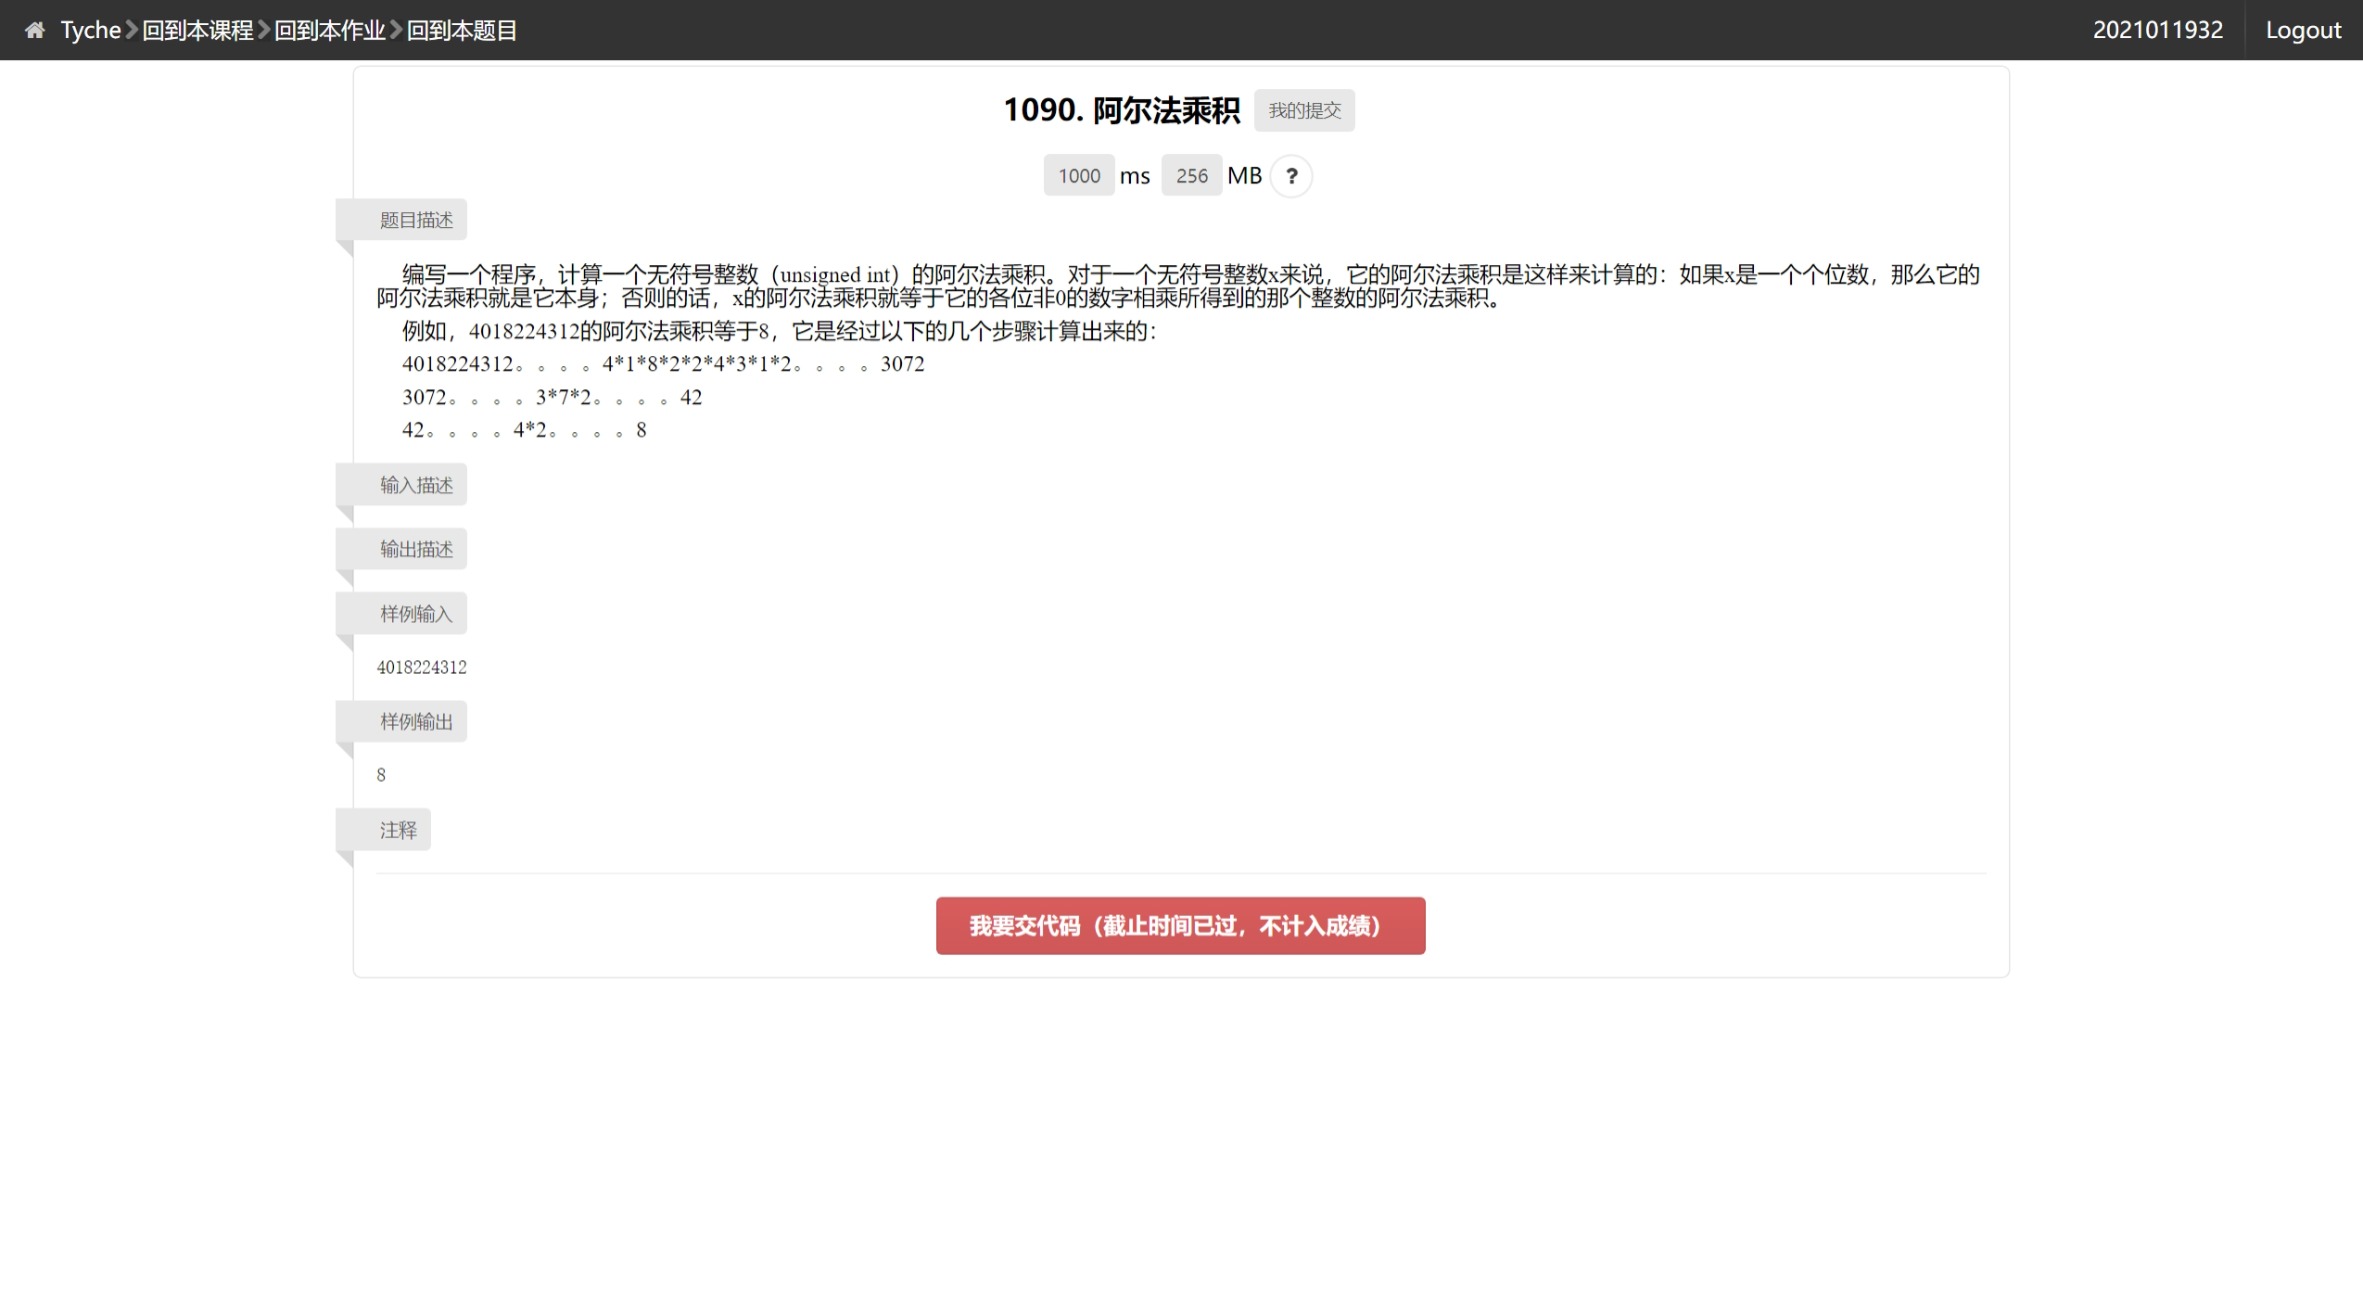 Tyche 回到本课程 回到本作业 回到本题目 2021011932 Logout
1090. 阿尔法乘积 我的提交
1000 ms 256 MB ?
题目描述
编写一个程序，计算一个无符号整数（unsigned int）的阿尔法乘积。对于一个无符号整数x来说，它的阿尔法乘积是这样来计算的：如果x是一个个位数，那么它的
阿尔法乘积就是它本身；否则的话，x的阿尔法乘积就等于它的各位非0的数字相乘所得到的那个整数的阿尔法乘积。
例如，4018224312的阿尔法乘积等于8，它是经过以下的几个步骤计算出来的：
4018224312。。。。4*1*8*2*2*4*3*1*2。。。。3072
3072。。。。3*7*2。。。。42
42。。。。4*2。。。。8
输入描述
输出描述
样例输入
4018224312
样例输出
8
注释
我要交代码（截止时间已过，不计入成绩）